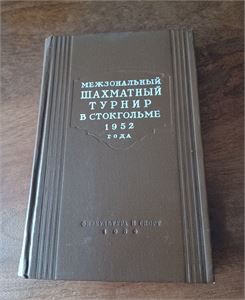 МЕЖЗОНАЛЬНЫЙ
ШАХМАТНЫЙ
ТУРНИР
В СТОКГОЛЬМЕ
1952
ГОДА
ФИЗКУЛЬТУРА И СПОРТ